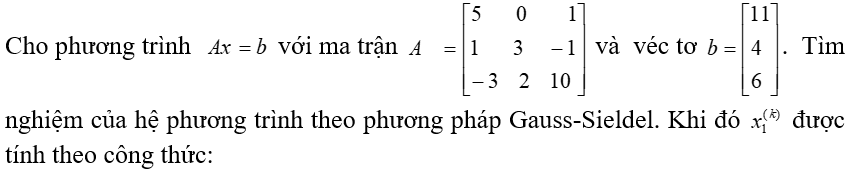 Cho phương trình Ax = b với ma trận A = [5 0 1; 1 3 −1; −3 2 10] và véc tơ b = [11; 4; 6]. Tìm
nghiệm của hệ phương trình theo phương pháp Gauss-Sieldel. Khi đó x₁⁽ᵏ⁾ được
tính theo công thức: